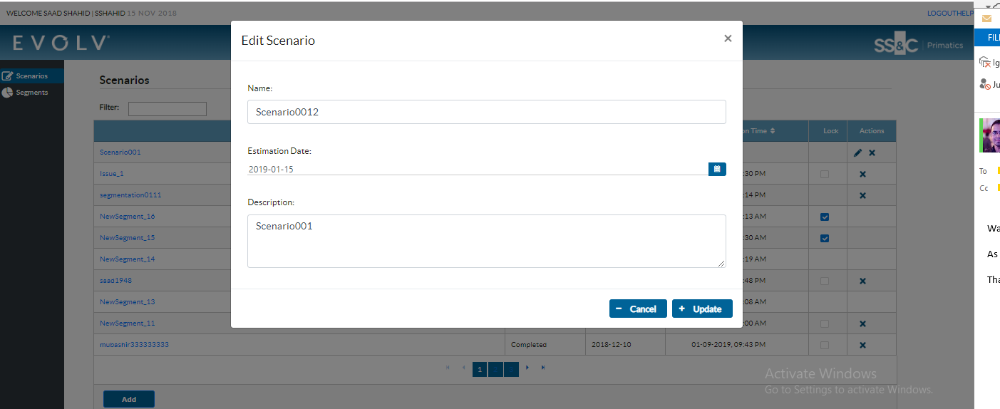 WELCOME SAAD SHAHID | SSHAHID 15 NOV 2018
LOGOUTHELP
EVOLV
SS&C | Primatics
FIL
Ig
Ju
To
Cc
Wa
As
Tha
Scenarios
Segments
Scenarios
Filter:
Edit Scenario
×
Name:
Scenario0012
Estimation Date:
2019-01-15
Description:
Scenario001
Cancel
Update
on Time Lock Actions
Scenario001
Issue_1 :30 PM
segmentation0111 :14 PM
NewSegment_16 :13 AM
NewSegment_15 :30 AM
NewSegment_14 :19 AM
saad1948 :48 PM
NewSegment_13 :08 AM
NewSegment_11 :00 AM
mubashir333333333 Completed 2018-12-10 01-09-2019, 09:43 PM
1 2 3
Add
Activate Windows
Go to Settings to activate Windows.